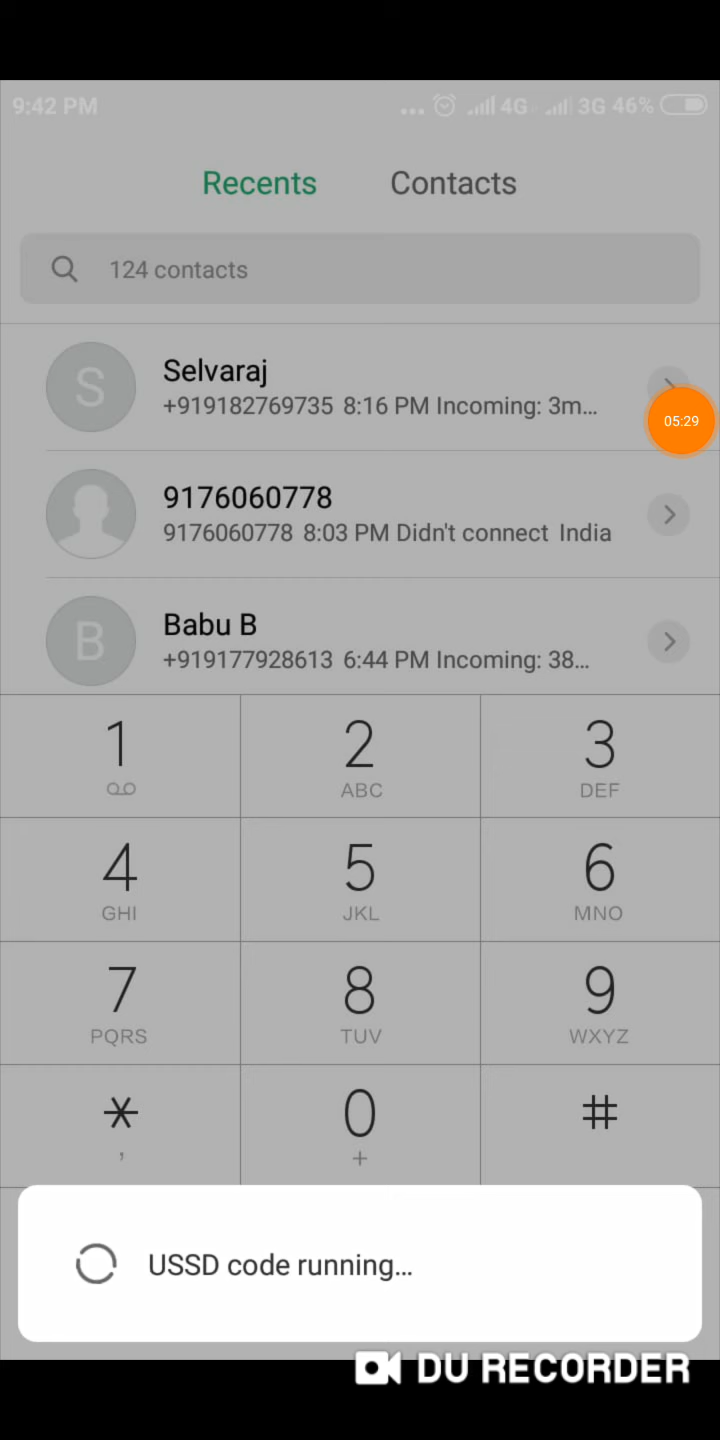 9:42 PM
... 4G 3G 46%
Recents Contacts
124 contacts
S
Selvaraj
+919182769735 8:16 PM Incoming: 3m...
05:29
9176060778
9176060778 8:03 PM Didn't connect India
B
Babu B
+919177928613 6:44 PM Incoming: 38...
1 2 3
ABC DEF
4 5 6
GHI JKL MNO
7 8 9
PQRS TUV WXYZ
* 0 #
, +
USSD code running...
DU RECORDER